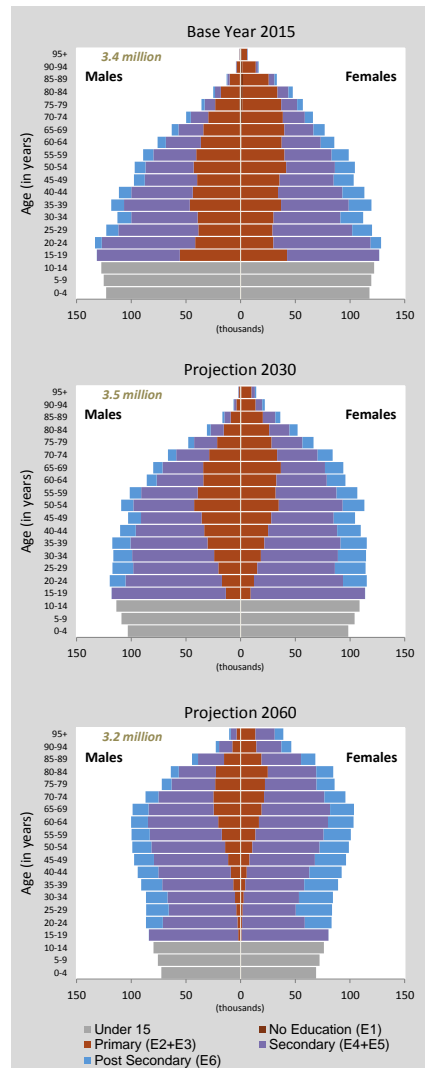 Base Year 2015
3.4 million
Males
Females
Age (in years)
95+
90-94
85-89
80-84
75-79
70-74
65-69
60-64
55-59
50-54
45-49
40-44
35-39
30-34
25-29
20-24
15-19
10-14
5-9
0-4
150 100 50 0 50 100 150
(thousands)
Projection 2030
3.5 million
Males
Females
Age (in years)
95+
90-94
85-89
80-84
75-79
70-74
65-69
60-64
55-59
50-54
45-49
40-44
35-39
30-34
25-29
20-24
15-19
10-14
5-9
0-4
150 100 50 0 50 100 150
(thousands)
Projection 2060
3.2 million
Males
Females
Age (in years)
95+
90-94
85-89
80-84
75-79
70-74
65-69
60-64
55-59
50-54
45-49
40-44
35-39
30-34
25-29
20-24
15-19
10-14
5-9
0-4
150 100 50 0 50 100 150
(thousands)
Under 15 No Education (E1)
Primary (E2+E3) Secondary (E4+E5)
Post Secondary (E6)